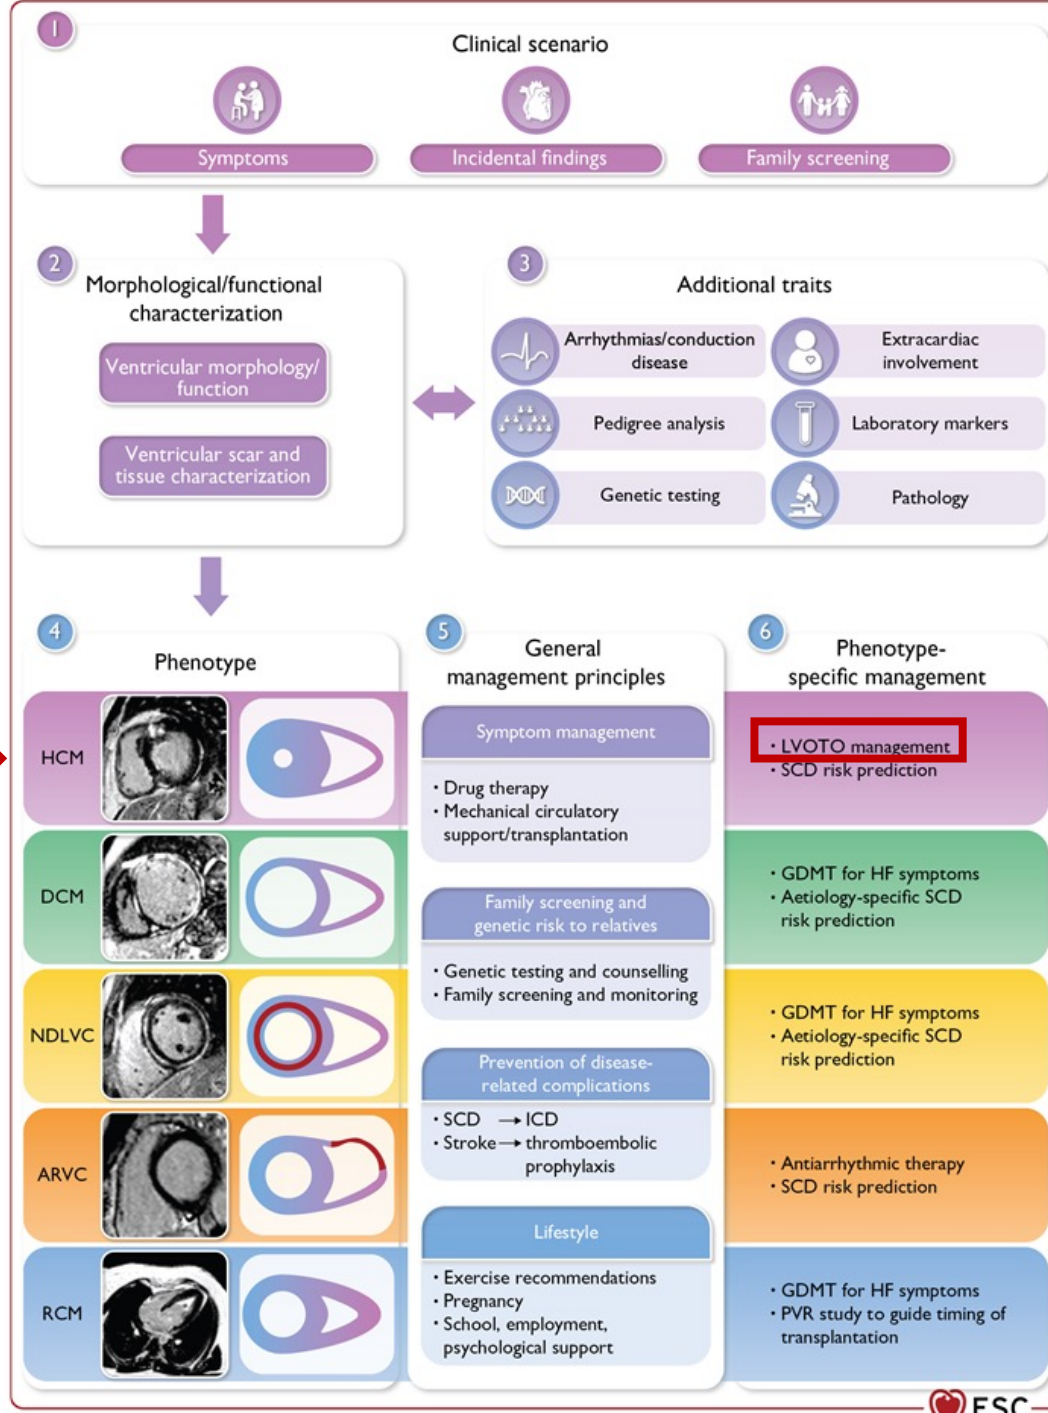 1
Clinical scenario
Symptoms
Incidental findings
Family screening
2
Morphological/functional
characterization
Ventricular morphology/
function
Ventricular scar and
tissue characterization
3
Additional traits
Arrhythmias/conduction
disease
Extracardiac
involvement
Pedigree analysis
Laboratory markers
Genetic testing
Pathology
4
Phenotype
HCM
DCM
NDLVC
ARVC
RCM
5
General
management principles
Symptom management
• Drug therapy
• Mechanical circulatory
support/transplantation
Family screening and
genetic risk to relatives
• Genetic testing and counselling
• Family screening and monitoring
Prevention of disease-
related complications
• SCD → ICD
• Stroke → thromboembolic
prophylaxis
Lifestyle
• Exercise recommendations
• Pregnancy
• School, employment,
psychological support
6
Phenotype-
specific management
• LVOTO management
• SCD risk prediction
• GDMT for HF symptoms
• Aetiology-specific SCD
risk prediction
• GDMT for HF symptoms
• Aetiology-specific SCD
risk prediction
• Antiarrhythmic therapy
• SCD risk prediction
• GDMT for HF symptoms
• PVR study to guide timing of
transplantation
ESC